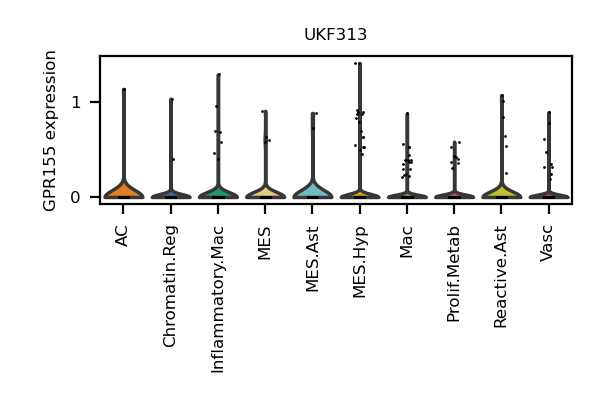 UKF313
GPR155 expression
1
0
AC
Chromatin.Reg
Inflammatory.Mac
MES
MES.Ast
MES.Hyp
Mac
Prolif.Metab
Reactive.Ast
Vasc